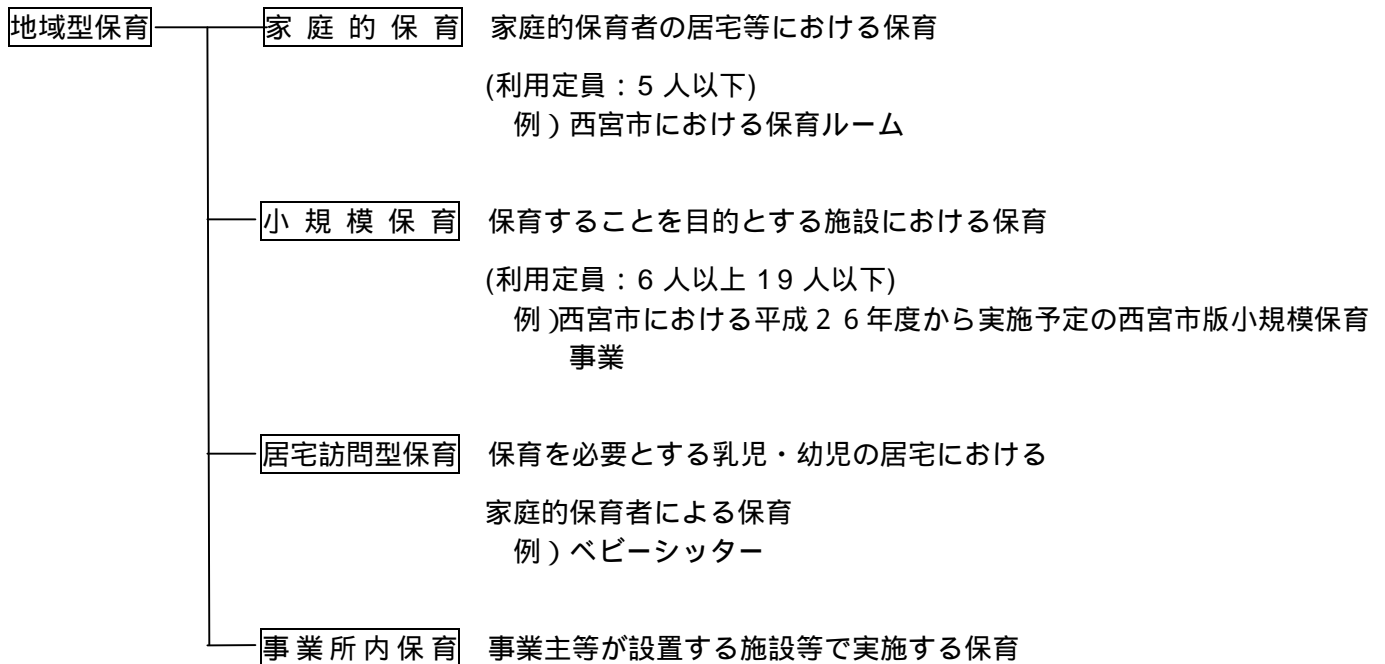 地域型保育 家庭的保育 家庭的保育者の居宅等における保育
(利用定員：5人以下)
例）西宮市における保育ルーム
小規模保育 保育することを目的とする施設における保育
(利用定員：6人以上19人以下)
例）西宮市における平成２６年度から実施予定の西宮市版小規模保育
事業
居宅訪問型保育 保育を必要とする乳児・幼児の居宅における
家庭的保育者による保育
例）ベビーシッター
事業所内保育 事業主等が設置する施設等で実施する保育